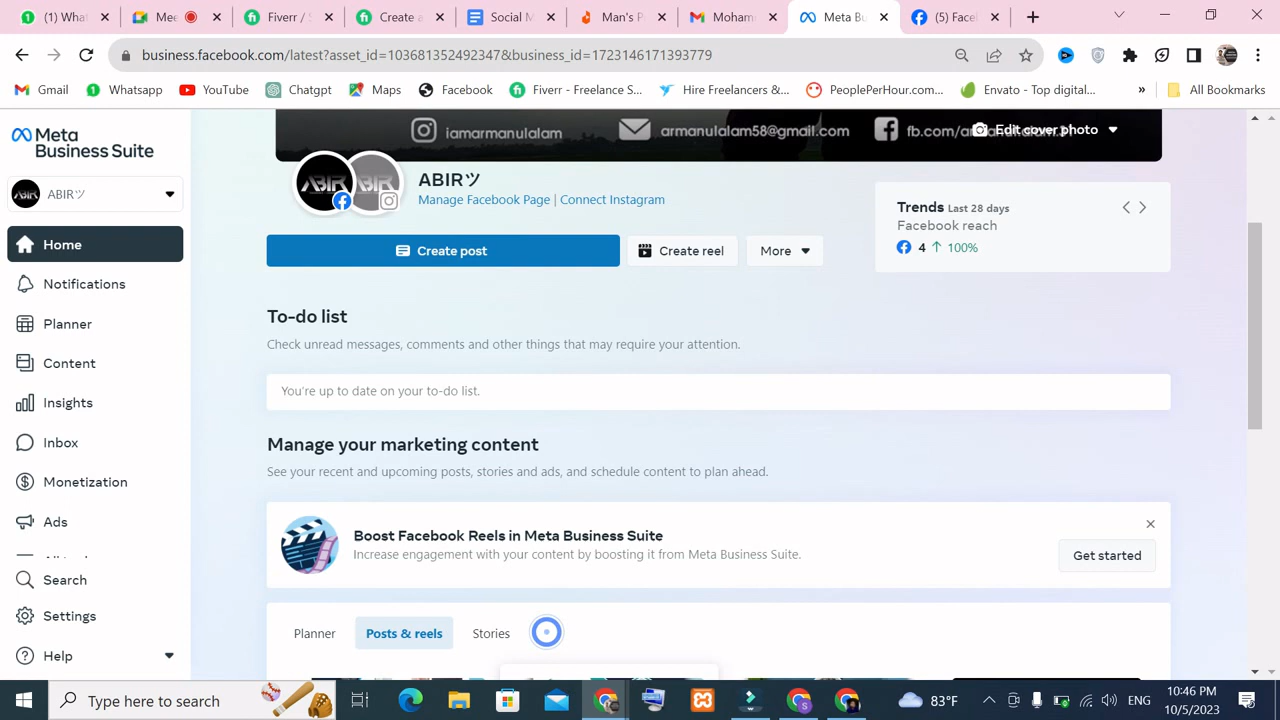 (1) Wha
Mee
Fiverr / S
Create a
Social M
Man's P
Moham
Meta Bu
(5) Face
business.facebook.com/latest?asset_id=103681352492347&business_id=1723146171393779
Gmail
Whatsapp
YouTube
Chatgpt
Maps
Facebook
Fiverr - Freelance S...
Hire Freelancers &...
PeoplePerHour.com...
Envato - Top digital...
»
All Bookmarks
Meta
Business Suite
iamarmanulalam
armanulalam58@gmail.com
Edit cover photo
ABIRツ
ABIRツ
Manage Facebook Page | Connect Instagram
Trends Last 28 days
Facebook reach
4 ↑ 100%
Home
Create post
Create reel
More
Notifications
Planner
Content
Insights
Inbox
Monetization
Ads
Search
Settings
Help
To-do list
Check unread messages, comments and other things that may require your attention.
You're up to date on your to-do list.
Manage your marketing content
See your recent and upcoming posts, stories and ads, and schedule content to plan ahead.
Boost Facebook Reels in Meta Business Suite
Increase engagement with your content by boosting it from Meta Business Suite.
Get started
Planner
Posts & reels
Stories
Type here to search
83°F
ENG
10:46 PM
10/5/2023